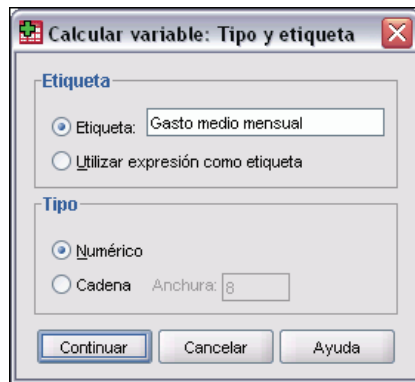 Calcular variable: Tipo y etiqueta
Etiqueta
Etiqueta: Gasto medio mensual
Utilizar expresión como etiqueta
Tipo
Numérico
Cadena Anchura: 8
Continuar Cancelar Ayuda